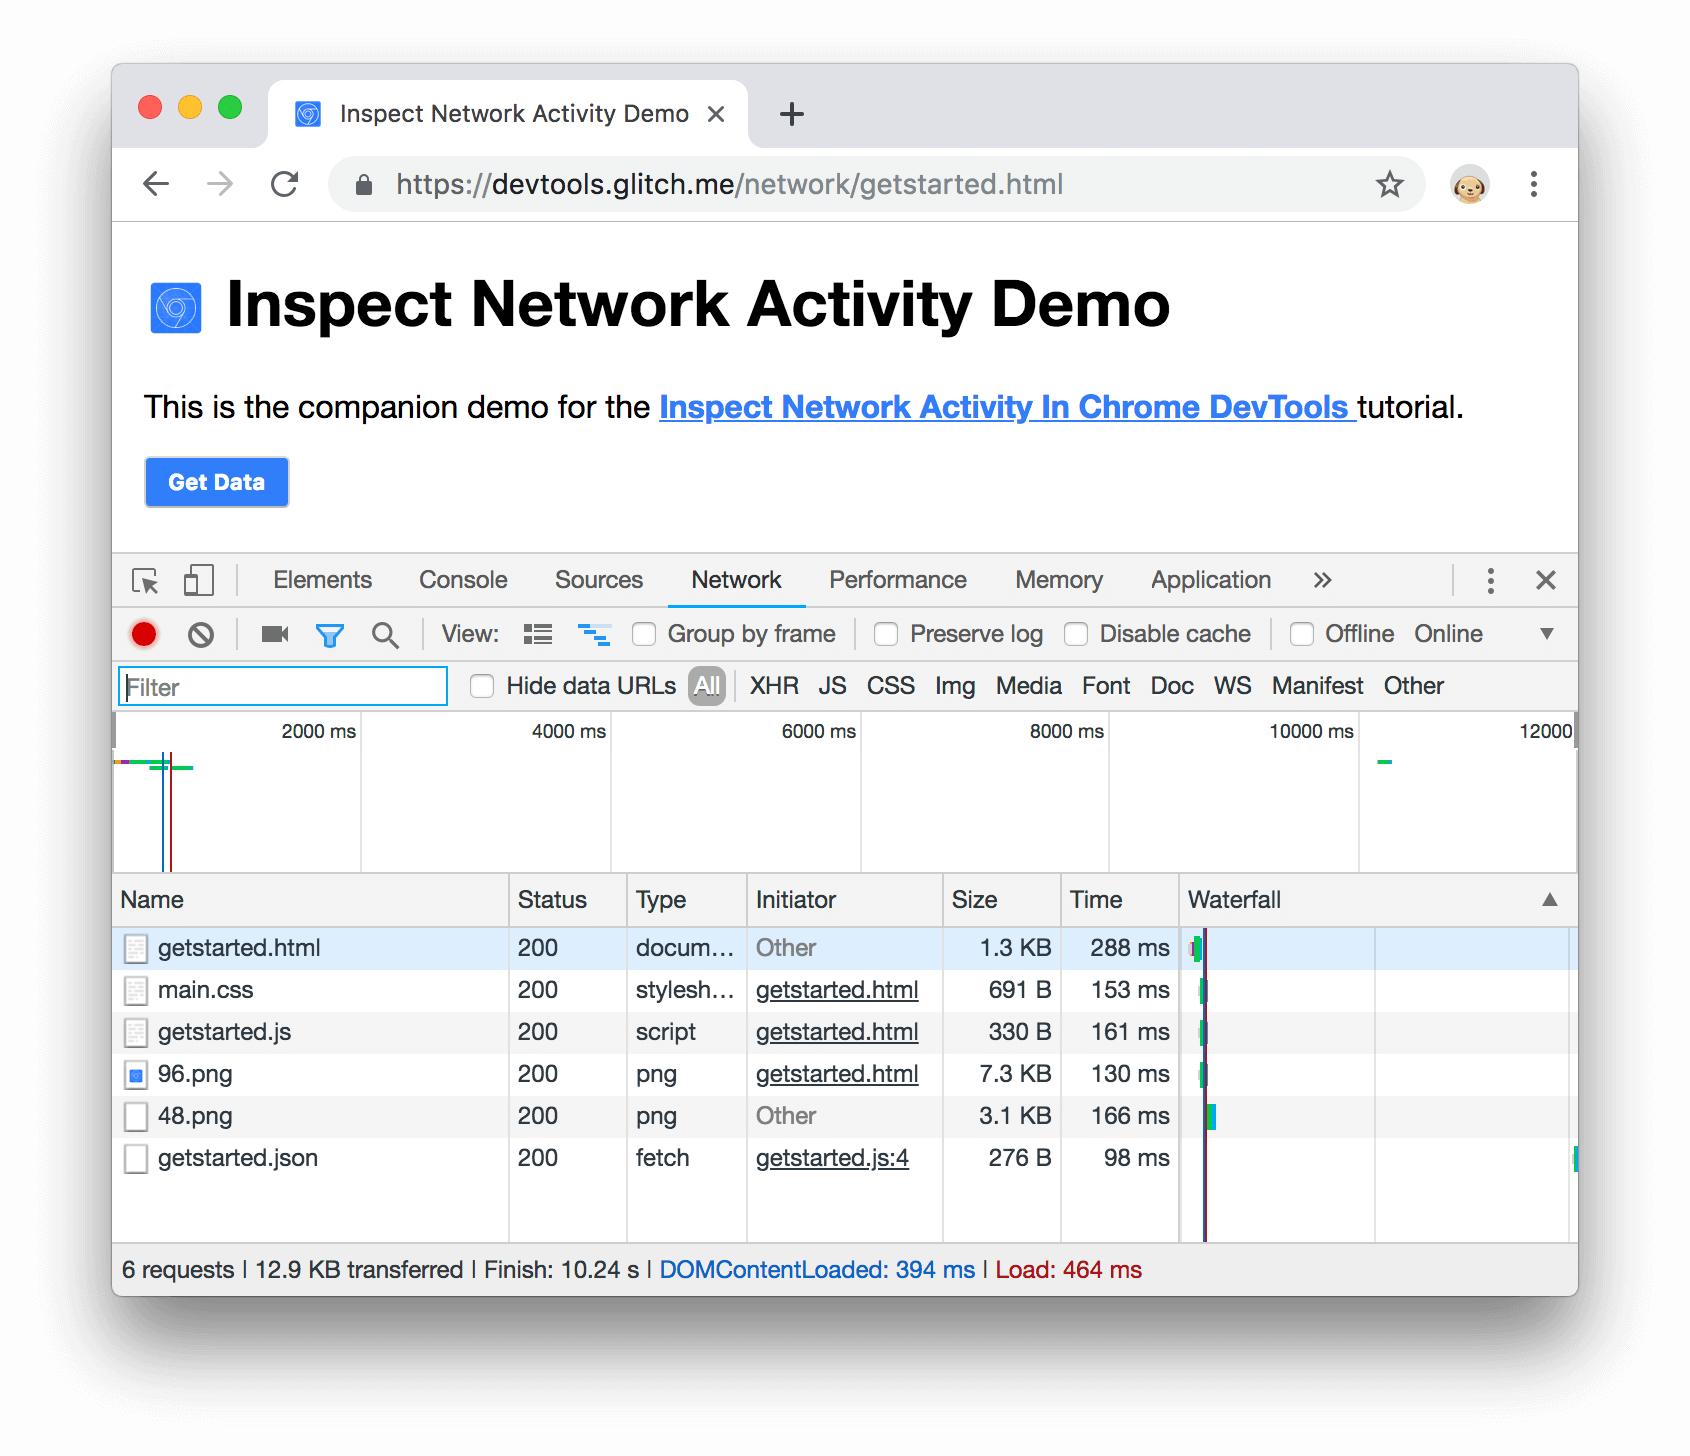 Inspect Network Activity Demo
https://devtools.glitch.me/network/getstarted.html
Inspect Network Activity Demo
This is the companion demo for the Inspect Network Activity In Chrome DevTools tutorial.
Get Data
Elements Console Sources Network Performance Memory Application
View: Group by frame Preserve log Disable cache Offline Online
Filter Hide data URLs All XHR JS CSS Img Media Font Doc WS Manifest Other
2000 ms 4000 ms 6000 ms 8000 ms 10000 ms 12000
Name Status Type Initiator Size Time Waterfall
getstarted.html 200 docum... Other 1.3 KB 288 ms
main.css 200 stylesh... getstarted.html 691 B 153 ms
getstarted.js 200 script getstarted.html 330 B 161 ms
96.png 200 png getstarted.html 7.3 KB 130 ms
48.png 200 png Other 3.1 KB 166 ms
getstarted.json 200 fetch getstarted.js:4 276 B 98 ms
6 requests | 12.9 KB transferred | Finish: 10.24 s | DOMContentLoaded: 394 ms | Load: 464 ms